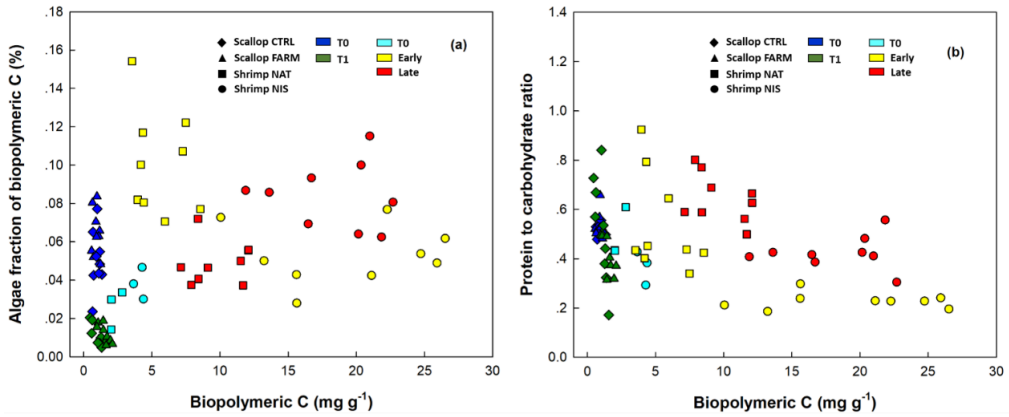 Algae fraction of biopolymeric C (%)
.18
.16
.14
.12
.10
.08
.06
.04
.02
0.00
0
5
10
15
20
25
30
Biopolymeric C (mg g⁻¹)
Scallop CTRL
Scallop FARM
Shrimp NAT
Shrimp NIS
T0
T1
T0
Early
Late
(a)
Protein to carbohydrate ratio
1.4
1.2
1.0
.8
.6
.4
.2
0.0
0
5
10
15
20
25
30
Biopolymeric C (mg g⁻¹)
Scallop CTRL
Scallop FARM
Shrimp NAT
Shrimp NIS
T0
T1
T0
Early
Late
(b)